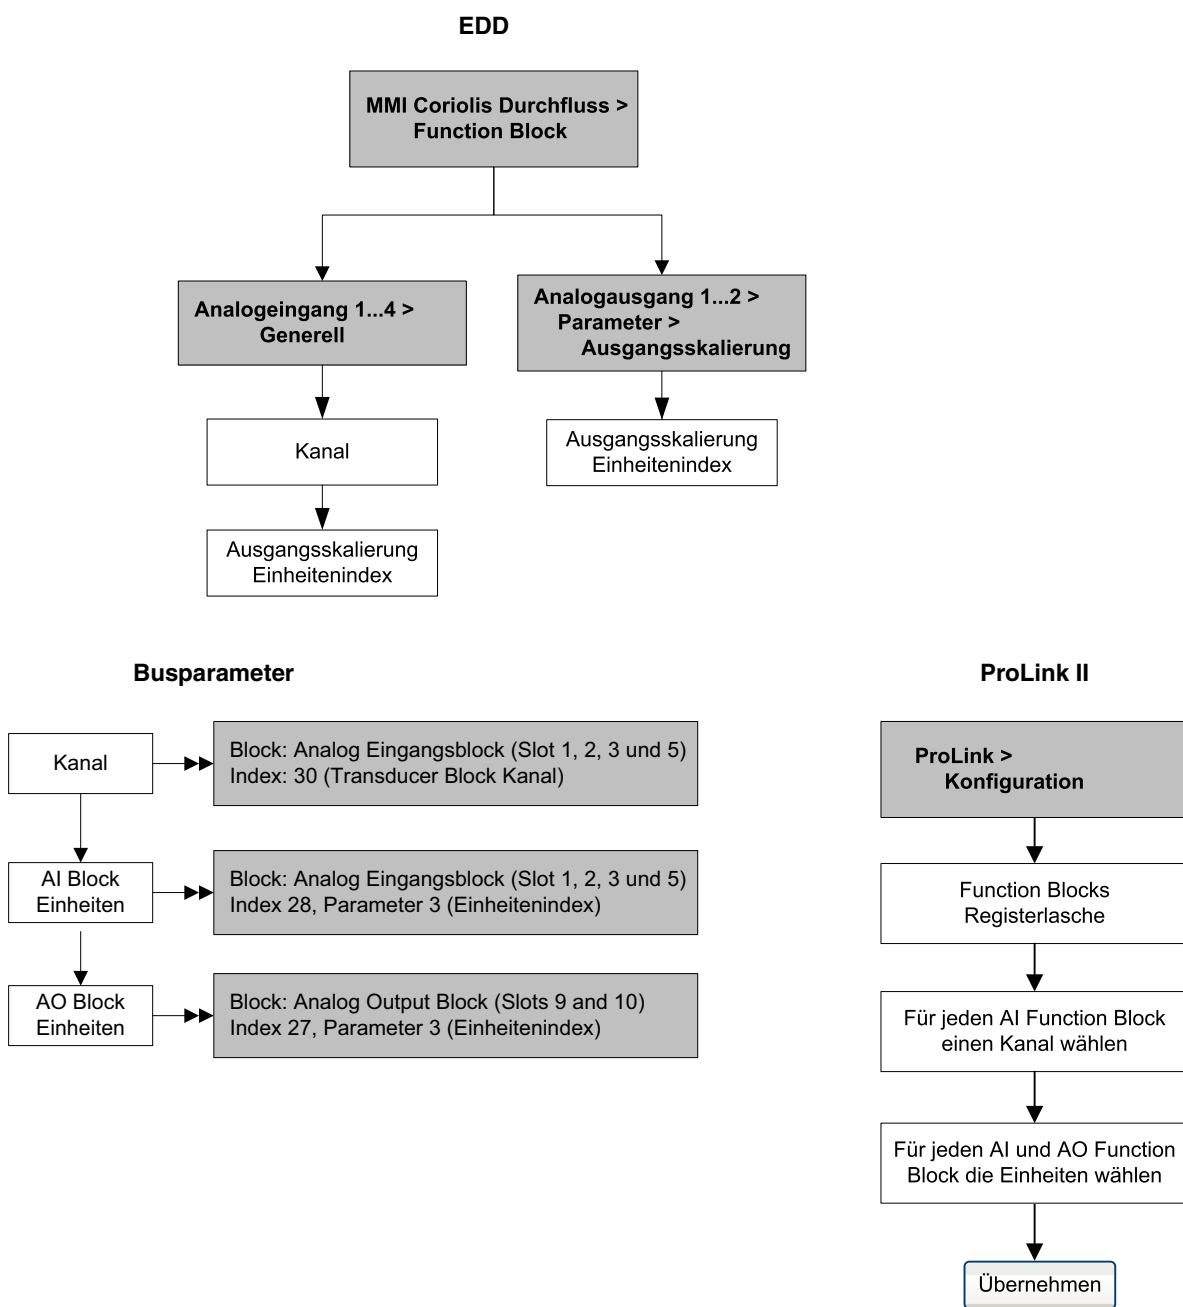 EDD
MMI Coriolis Durchfluss >
Function Block
Analogeingang 1...4 >
Generell
Kanal
Ausgangsskalierung
Einheitenindex
Analogausgang 1...2 >
Parameter >
Ausgangsskalierung
Ausgangsskalierung
Einheitenindex
Busparameter
Kanal
Block: Analog Eingangsblock (Slot 1, 2, 3 und 5)
Index: 30 (Transducer Block Kanal)
AI Block
Einheiten
Block: Analog Eingangsblock (Slot 1, 2, 3 und 5)
Index 28, Parameter 3 (Einheitenindex)
AO Block
Einheiten
Block: Analog Output Block (Slots 9 and 10)
Index 27, Parameter 3 (Einheitenindex)
ProLink II
ProLink >
Konfiguration
Function Blocks
Registerlasche
Für jeden AI Function Block
einen Kanal wählen
Für jeden AI und AO Function
Block die Einheiten wählen
Übernehmen